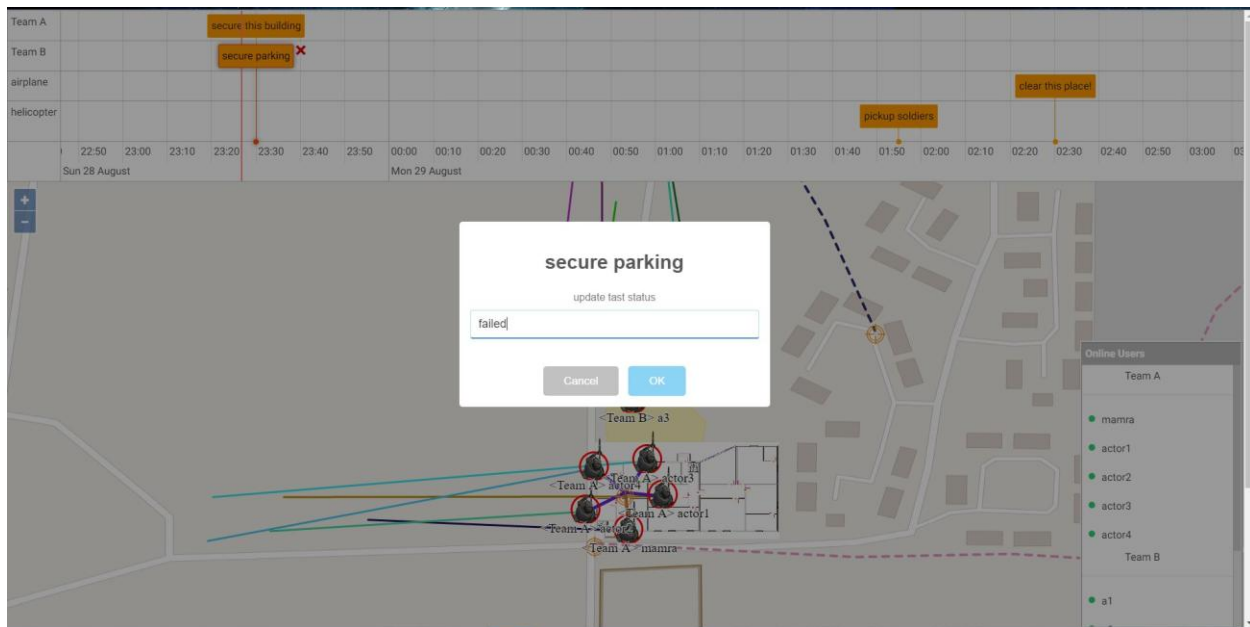 Team A
secure this building
Team B
secure parking
airplane
clear this place!
helicopter
pickup soldiers
22:50 23:00 23:10 23:20 23:30 23:40 23:50 00:00 00:10 00:20 00:30 00:40 00:50 01:00 01:10 01:20 01:30 01:40 01:50 02:00 02:10 02:20 02:30 02:40 02:50 03:00
Sun 28 August Mon 29 August
+
−
secure parking
update tast status
failed
Cancel OK
<Team B> a3
<Team A> actor3
<Team A> actor4
<Team A> actor1
<Team A> mamra
Online Users
Team A
mamra
actor1
actor2
actor3
actor4
Team B
a1